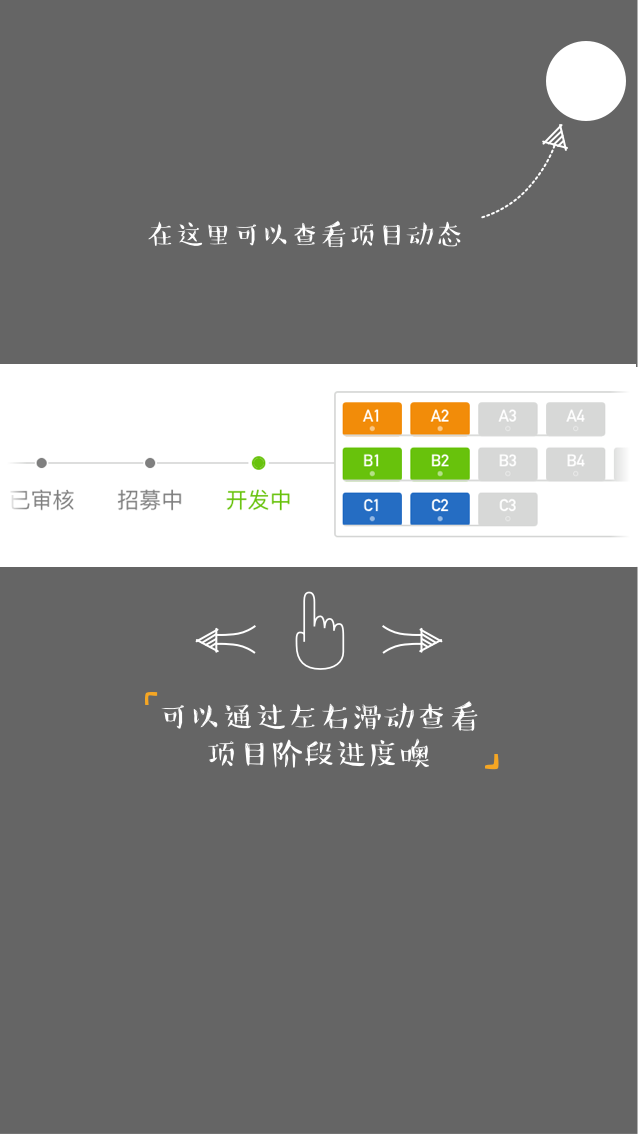 在这里可以查看项目动态
A1 A2 A3 A4
B1 B2 B3 B4
已审核 招募中 开发中
C1 C2 C3
「可以通过左右滑动查看
项目阶段进度噢」